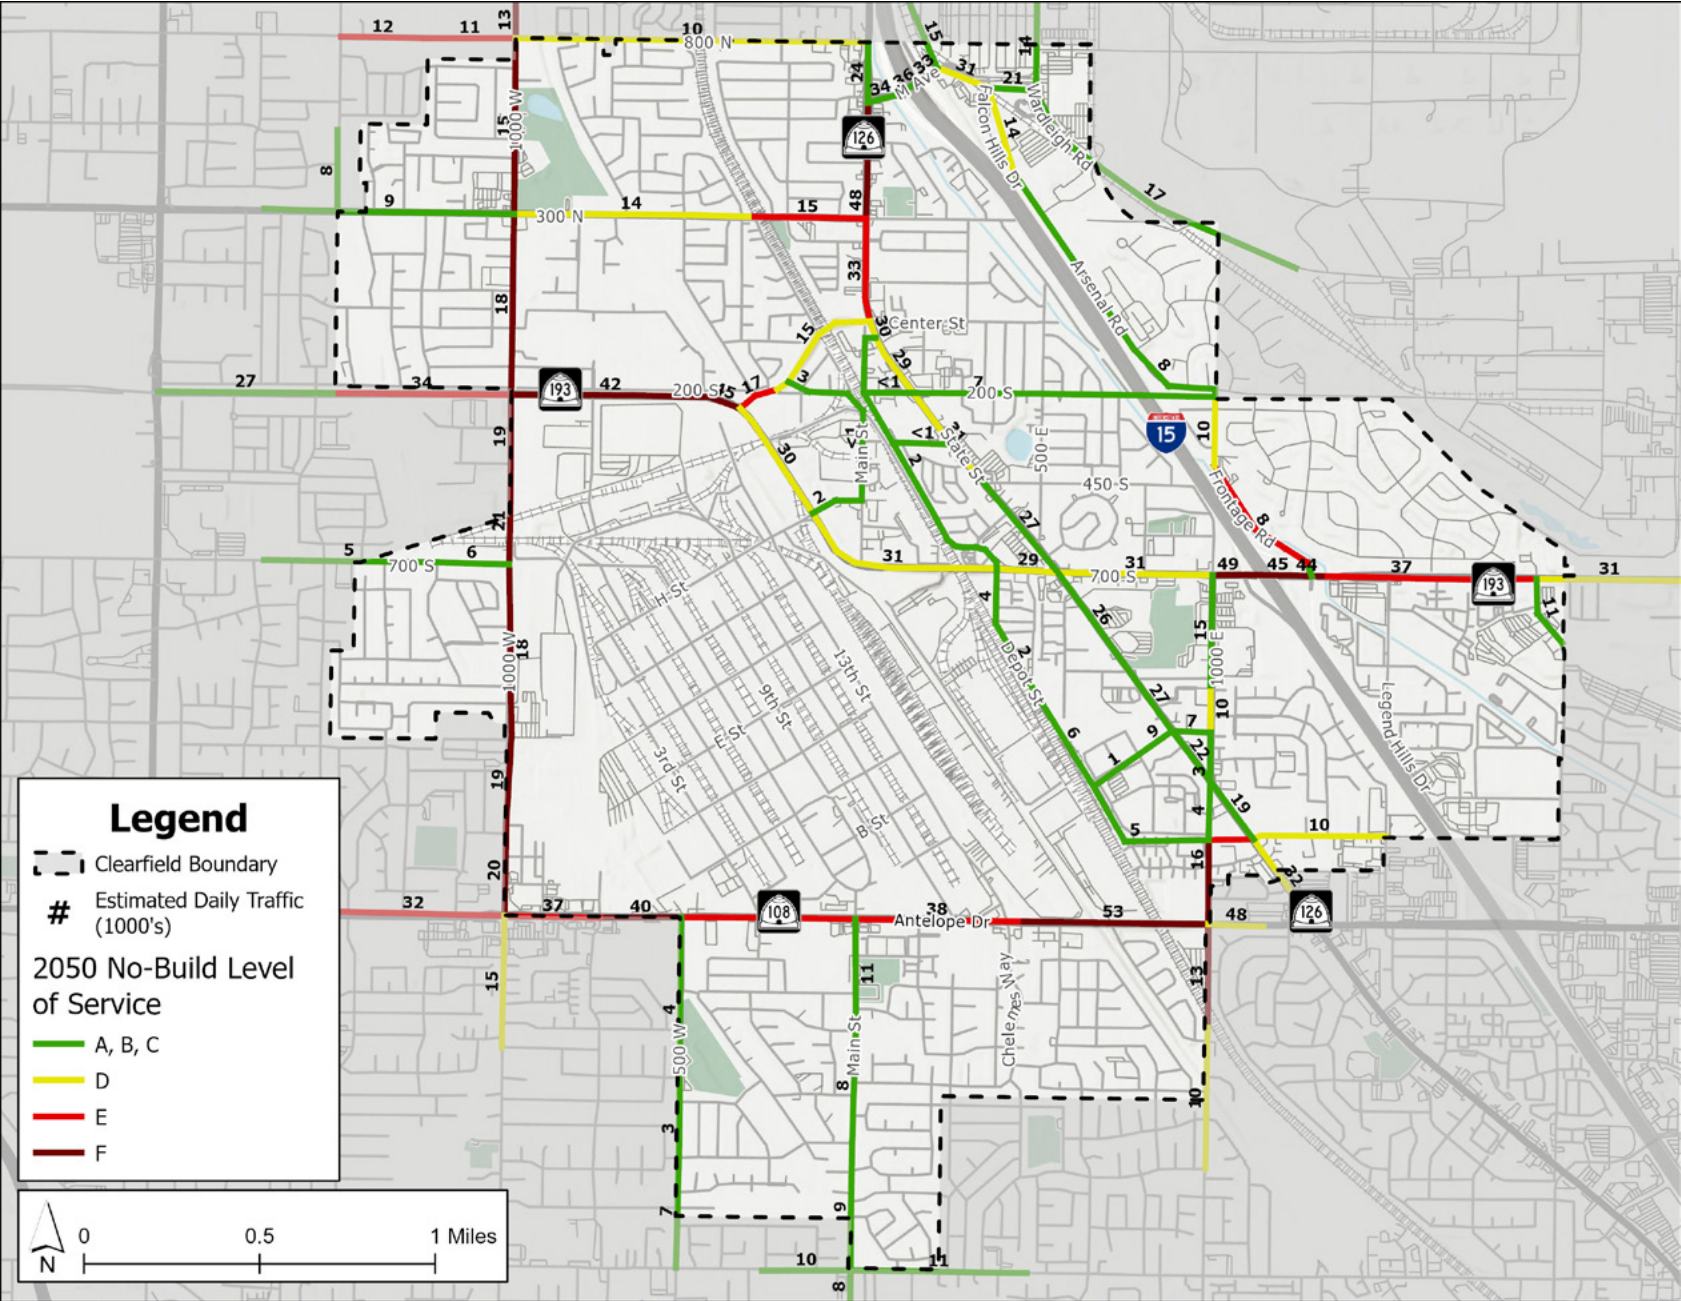 12
11
13
10
800 N
15
14
24
34
36
33
M Ave
31
21
Falcon Hills Dr
Wardleigh Rd
14
126
15
1000 W
8
9
300 N
14
15
48
17
33
Arsenal Rd
18
30
Center St
15
29
8
27
34
193
42
200 S
15
17
3
<1
7
200 S
10
15
19
<1
Main St
<1
31
State St
500 E
30
2
450 S
2
21
27
Frontage Rd
8
5
6
700 S
31
29
31
700 S
49
45
44
37
193
31
H St
4
26
15
1000 E
11
1000 W
18
2
Depot St
13th St
9th St
E St
3rd St
27
10
Legend Hills Dr
6
9
7
22
1
3
19
19
4
B St
5
10
20
16
32
32
37
40
108
38
Antelope Dr
53
48
126
15
11
13
4
500 W
Main St
8
10
3
7
9
10
11
8
Legend
Clearfield Boundary
# Estimated Daily Traffic
(1000's)
2050 No-Build Level
of Service
A, B, C
D
E
F
N
0 0.5 1 Miles